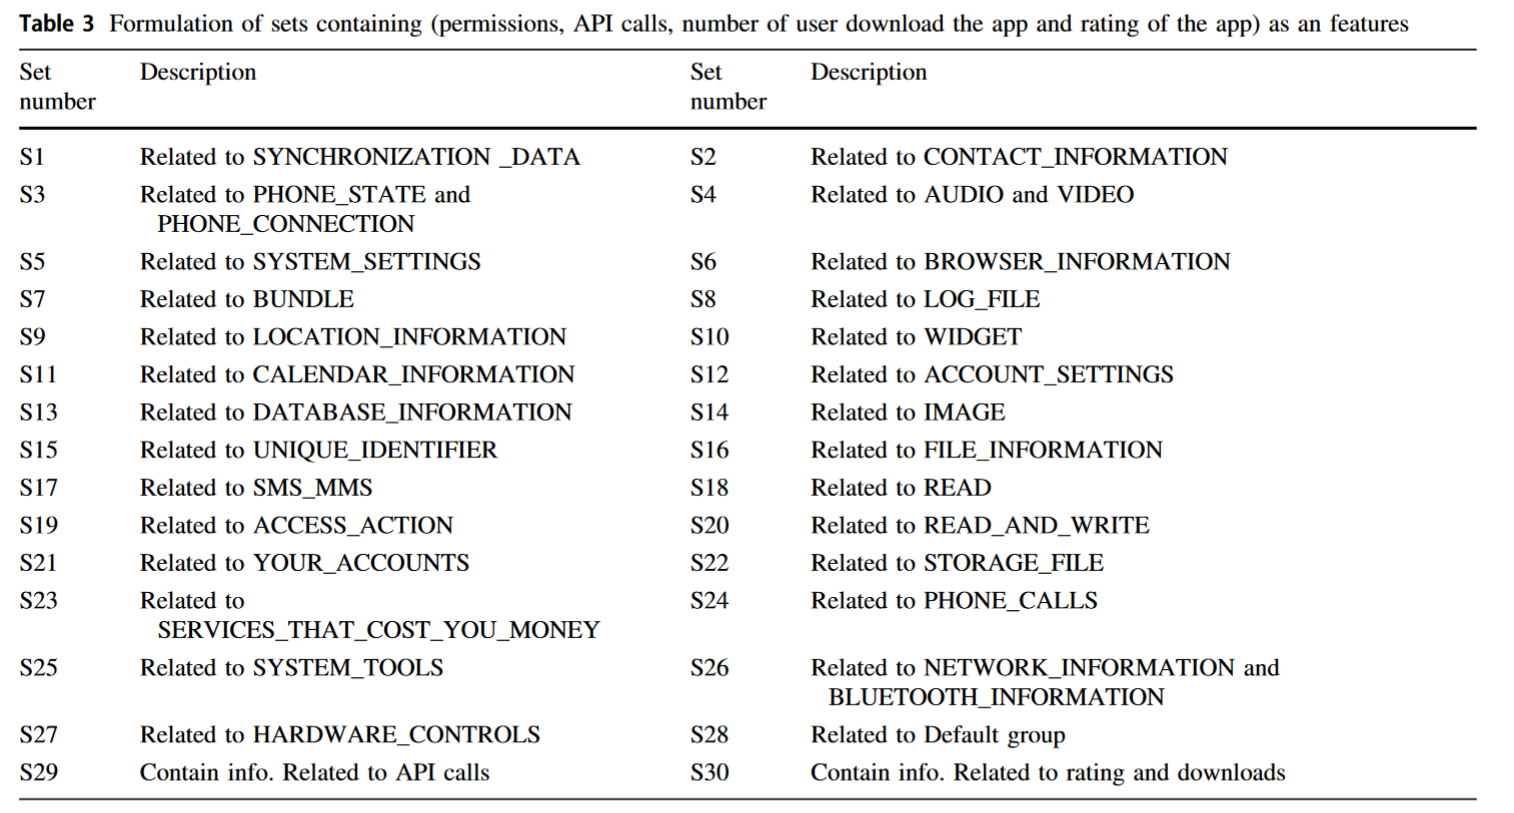 Table 3 Formulation of sets containing (permissions, API calls, number of user download the app and rating of the app) as an features
Set number Description Set number Description
S1 Related to SYNCHRONIZATION _DATA S2 Related to CONTACT_INFORMATION
S3 Related to PHONE_STATE and PHONE_CONNECTION S4 Related to AUDIO and VIDEO
S5 Related to SYSTEM_SETTINGS S6 Related to BROWSER_INFORMATION
S7 Related to BUNDLE S8 Related to LOG_FILE
S9 Related to LOCATION_INFORMATION S10 Related to WIDGET
S11 Related to CALENDAR_INFORMATION S12 Related to ACCOUNT_SETTINGS
S13 Related to DATABASE_INFORMATION S14 Related to IMAGE
S15 Related to UNIQUE_IDENTIFIER S16 Related to FILE_INFORMATION
S17 Related to SMS_MMS S18 Related to READ
S19 Related to ACCESS_ACTION S20 Related to READ_AND_WRITE
S21 Related to YOUR_ACCOUNTS S22 Related to STORAGE_FILE
S23 Related to SERVICES_THAT_COST_YOU_MONEY S24 Related to PHONE_CALLS
S25 Related to SYSTEM_TOOLS S26 Related to NETWORK_INFORMATION and BLUETOOTH_INFORMATION
S27 Related to HARDWARE_CONTROLS S28 Related to Default group
S29 Contain info. Related to API calls S30 Contain info. Related to rating and downloads